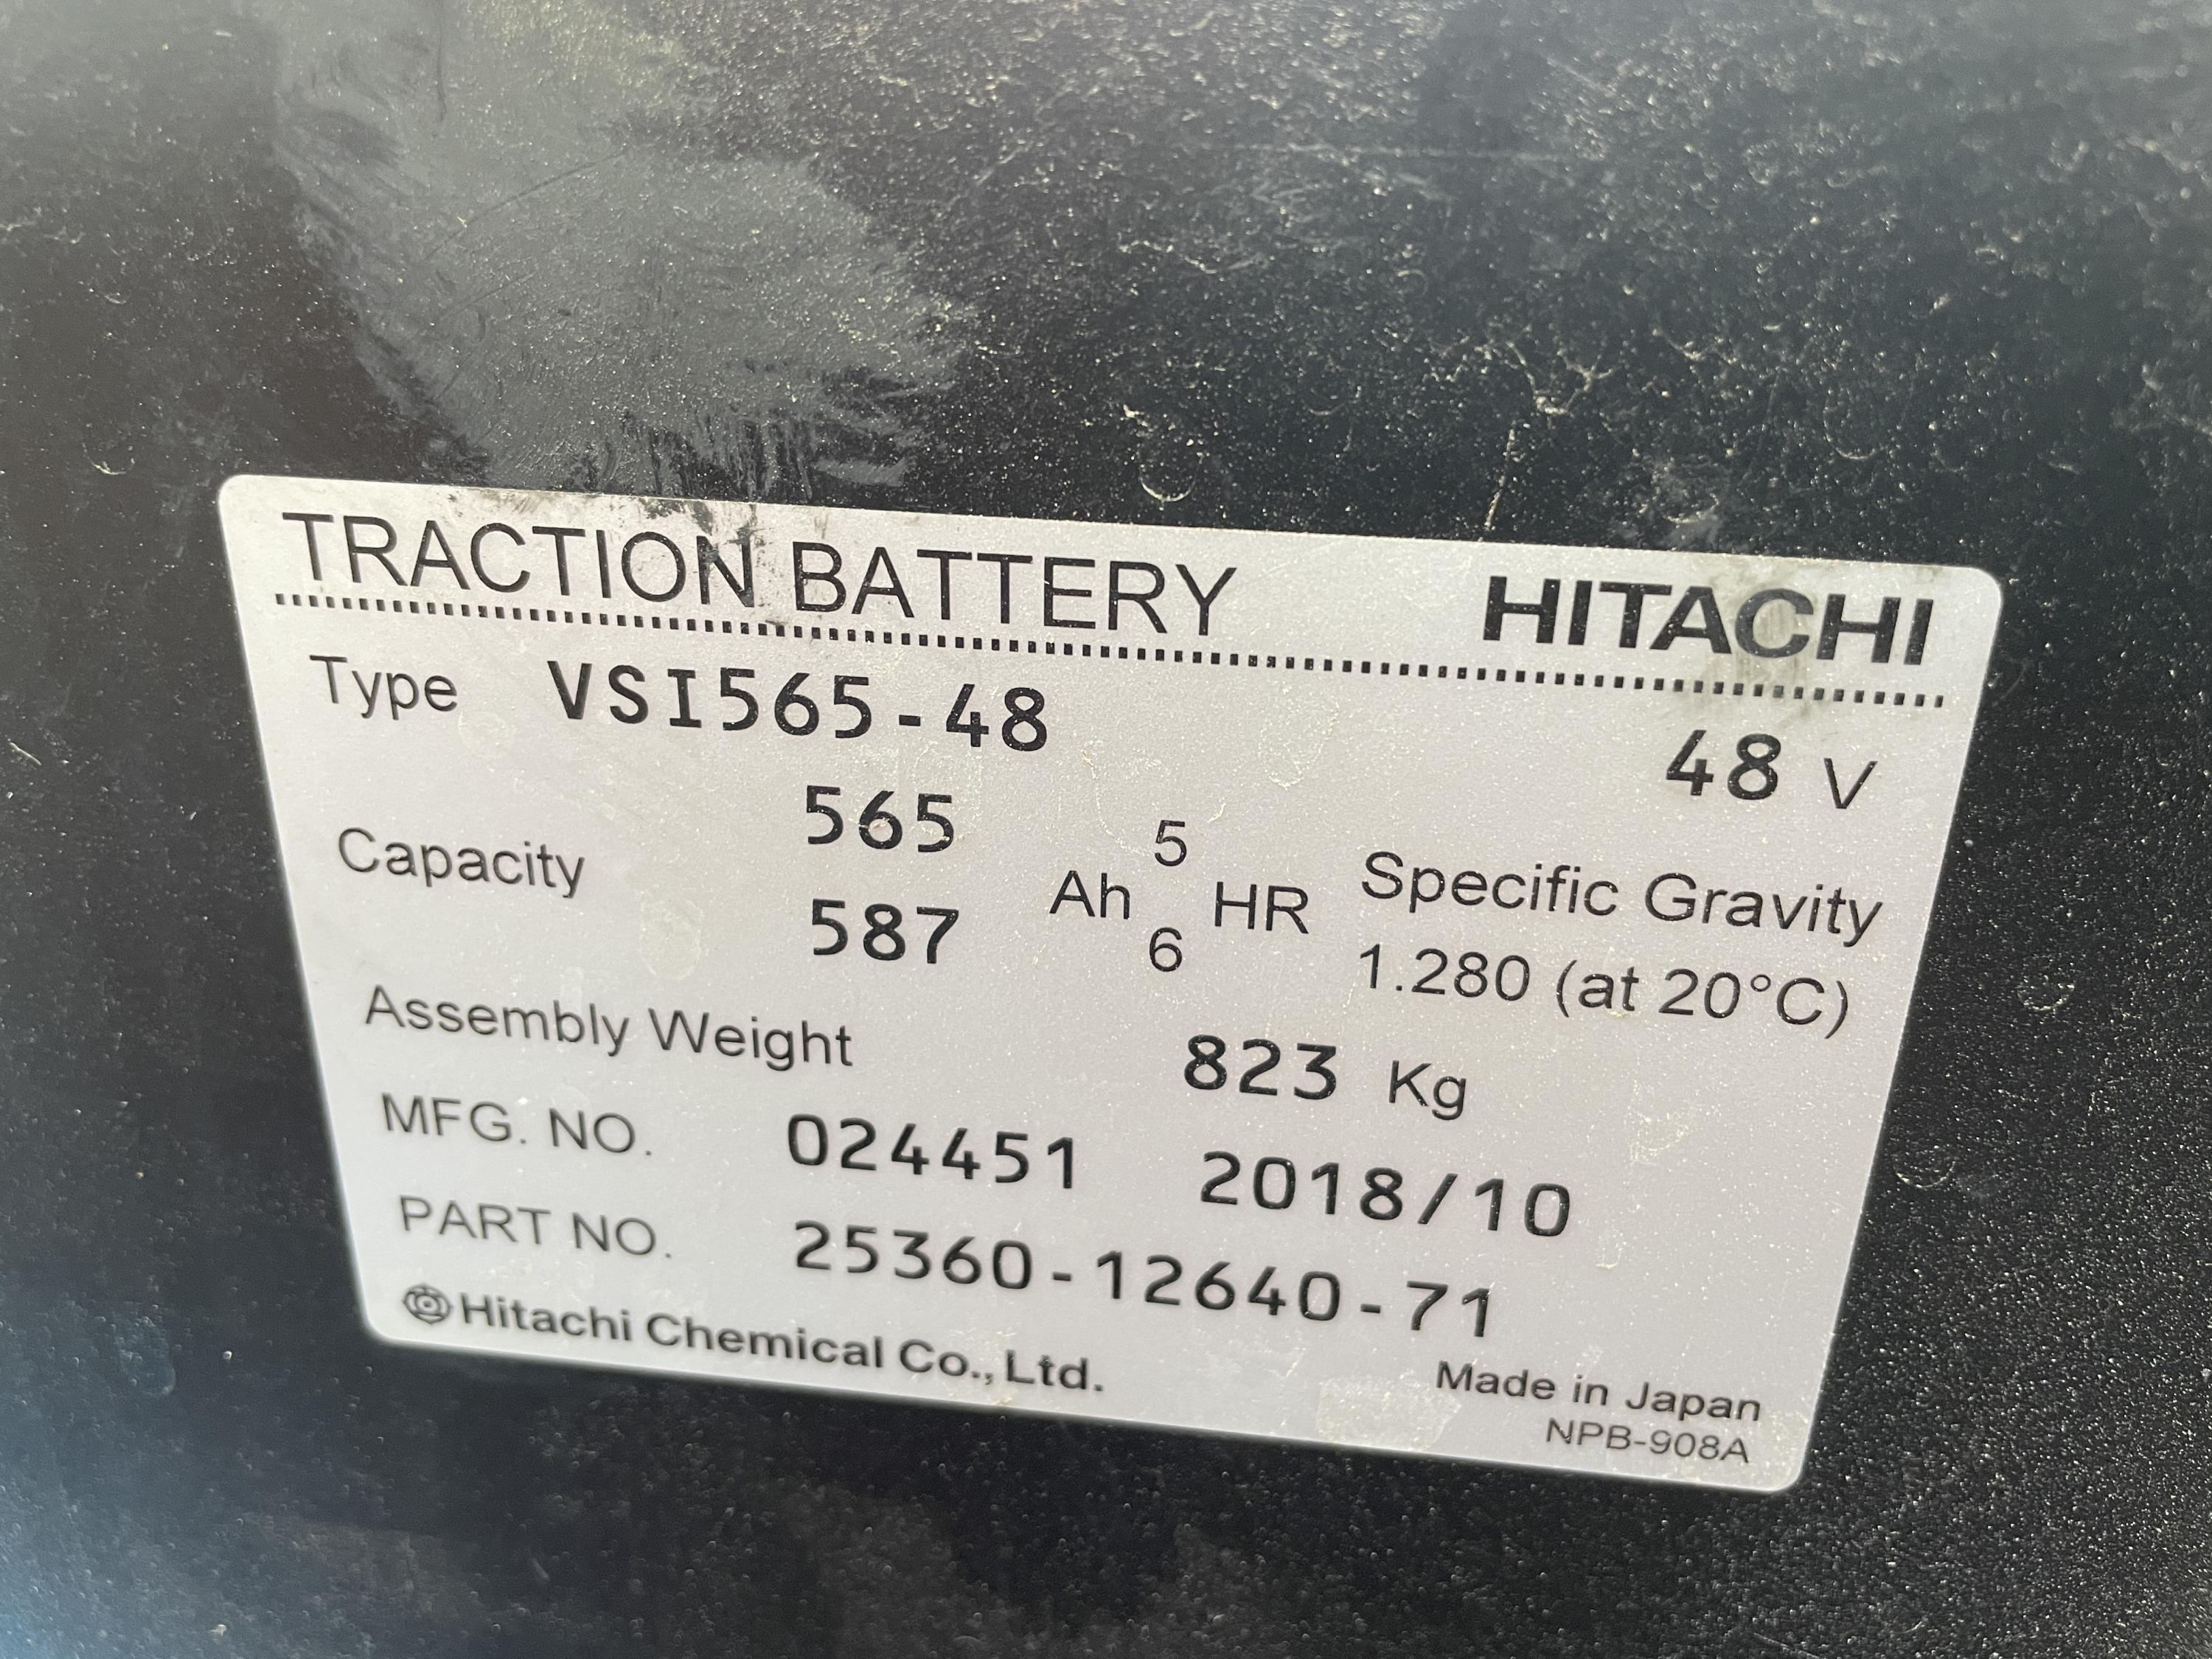 TRACTION BATTERY HITACHI
Type VSI565-48 48 V
Capacity 565 Ah 5 HR
587 6
Specific Gravity
1.280 (at 20°C)
Assembly Weight 823 Kg
MFG. NO. 024451 2018/10
PART NO. 25360-12640-71
Hitachi Chemical Co., Ltd.
Made in Japan
NPB-908A